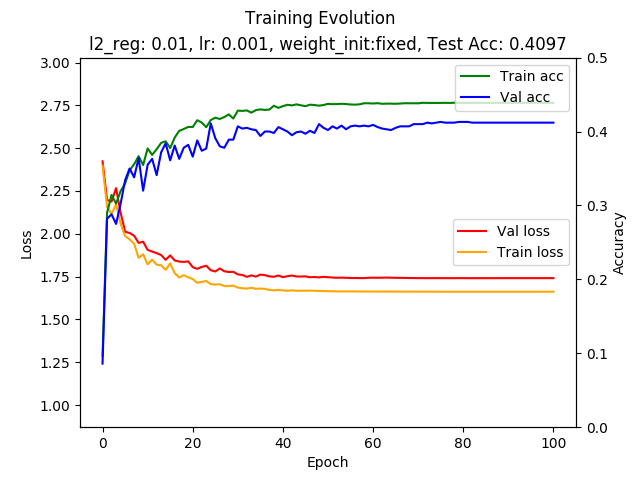 Training Evolution
l2_reg: 0.01, lr: 0.001, weight_init:fixed, Test Acc: 0.4097
3.00
2.75
2.50
2.25
2.00
1.75
1.50
1.25
1.00
Loss
0.5
0.4
0.3
0.2
0.1
0.0
Accuracy
Train acc
Val acc
Val loss
Train loss
0 20 40 60 80 100
Epoch